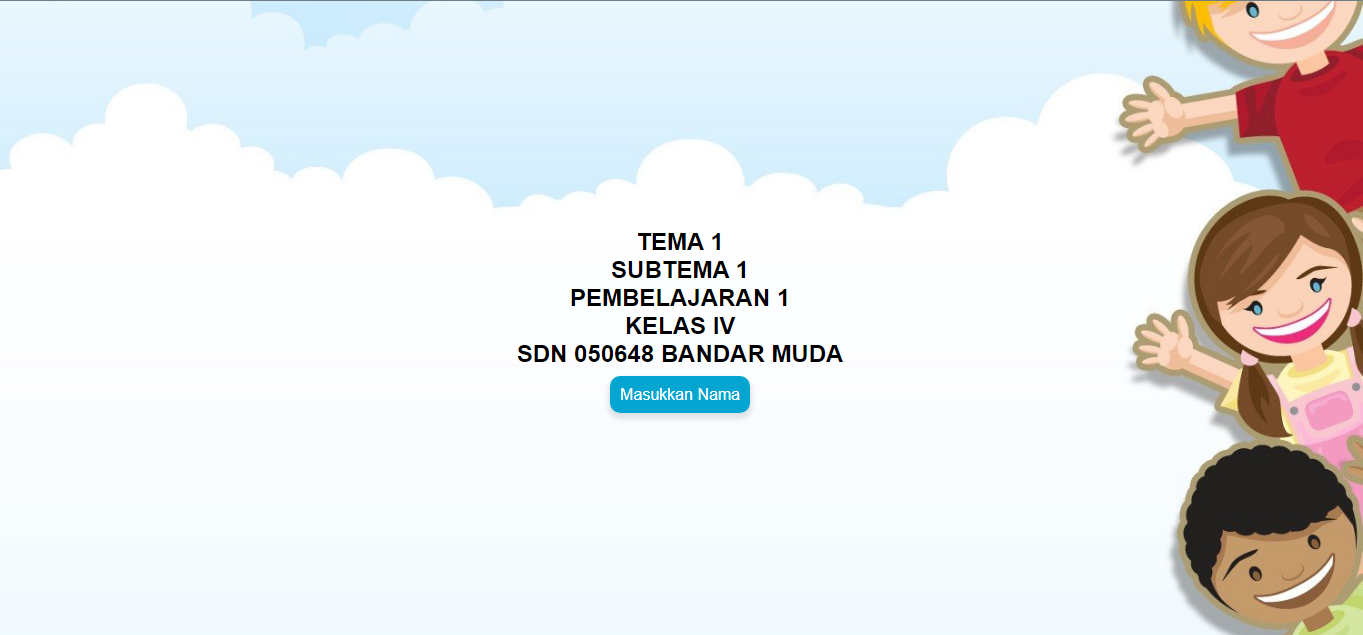 TEMA 1
SUBTEMA 1
PEMBELAJARAN 1
KELAS IV
SDN 050648 BANDAR MUDA
Masukkan Nama